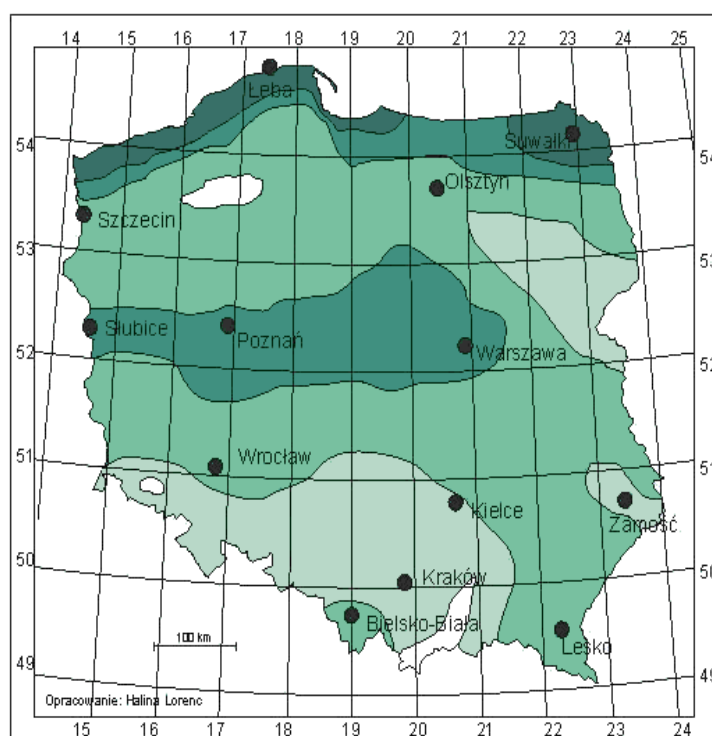 14 15 16 17 18 19 20 21 22 23 24 25
Łeba
54
Suwałki
54
Olsztyn
Szczecin
53
53
Słubice
Poznań
Warszawa
52
52
Wrocław
51
51
Kielce
Zamość
50
Kraków
50
Bielsko-Biała
100 km
Lesko
49
49
Opracowanie: Halina Lorenc
15 16 17 18 19 20 21 22 23 24